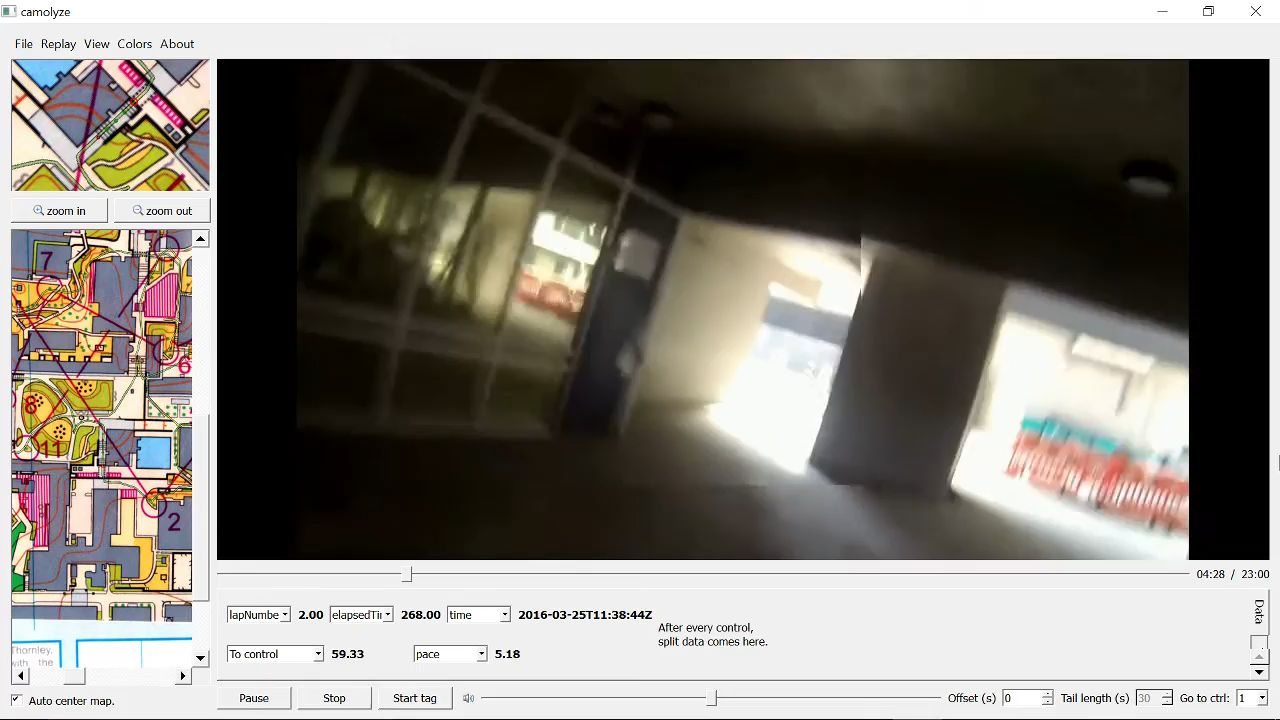 camolyze
File Replay View Colors About
zoom in zoom out
7
6
8
11
2
Thornley,
with the
04:28 / 23:00
lapNumbe 2.00 elapsedTir 268.00 time 2016-03-25T11:38:44Z
After every control,
split data comes here.
To control 59.33 pace 5.18
Data
Auto center map.
Pause Stop Start tag Offset (s) 0 Tail length (s) 30 Go to ctrl: 1